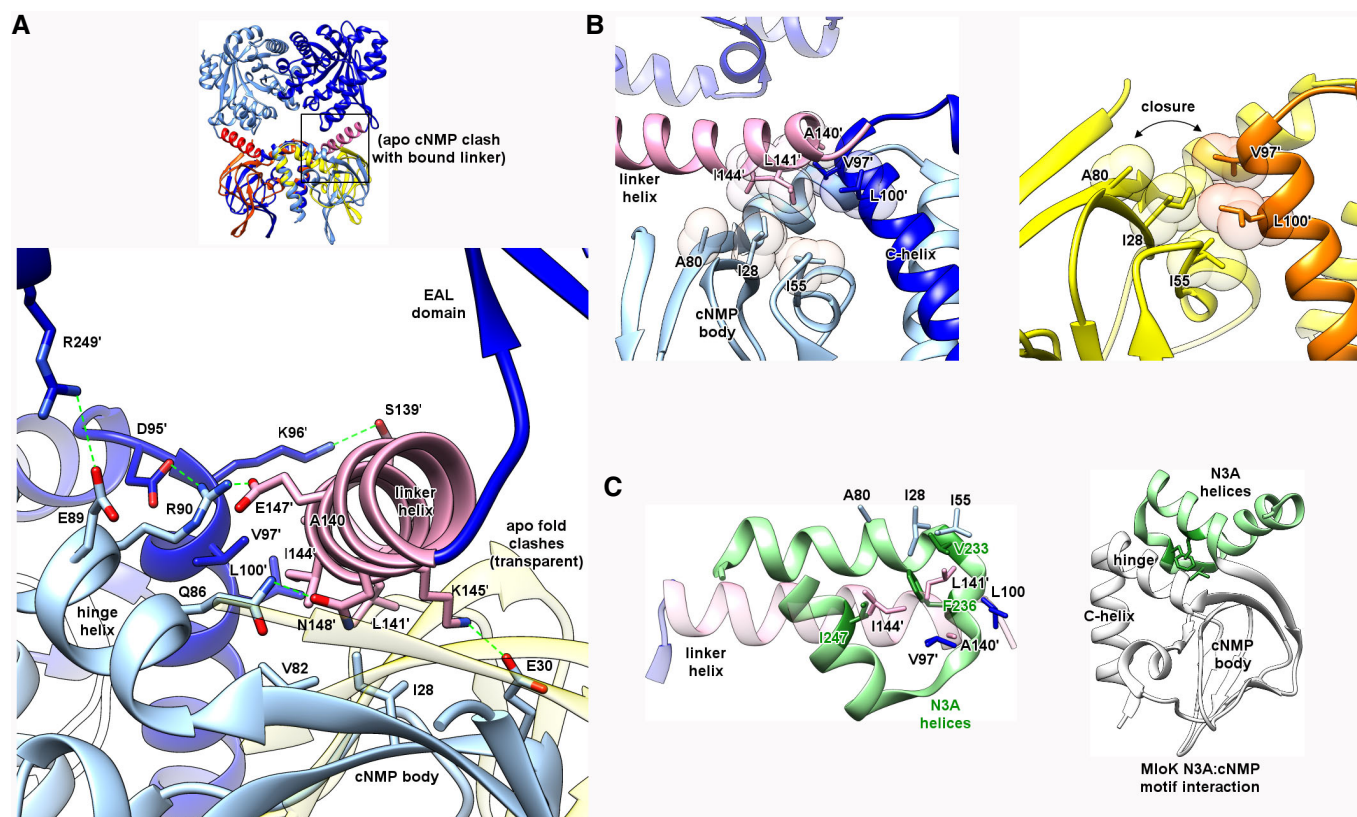 A
(apo cNMP clash
with bound linker)
R249'
EAL
domain
S139'
D95'
K96'
E89
R90
E147'
linker
helix
A140
V97'
apo fold
clashes
(transparent)
I144'
L100'
Q86
K145'
hinge
helix
N148'
L141'
E30
V82
I28
cNMP body
B
A140'
L141'
V97'
I144'
linker
helix
L100'
A80
I28
C-helix
I55
cNMP
body
closure
V97'
A80
L100'
I28
I55
C
A80
I28
I55
V233
L141'
F236
L100
I144'
I247
linker
helix
V97'
A140'
N3A
helices
N3A
helices
hinge
C-helix
cNMP
body
MloK N3A:cNMP
motif interaction